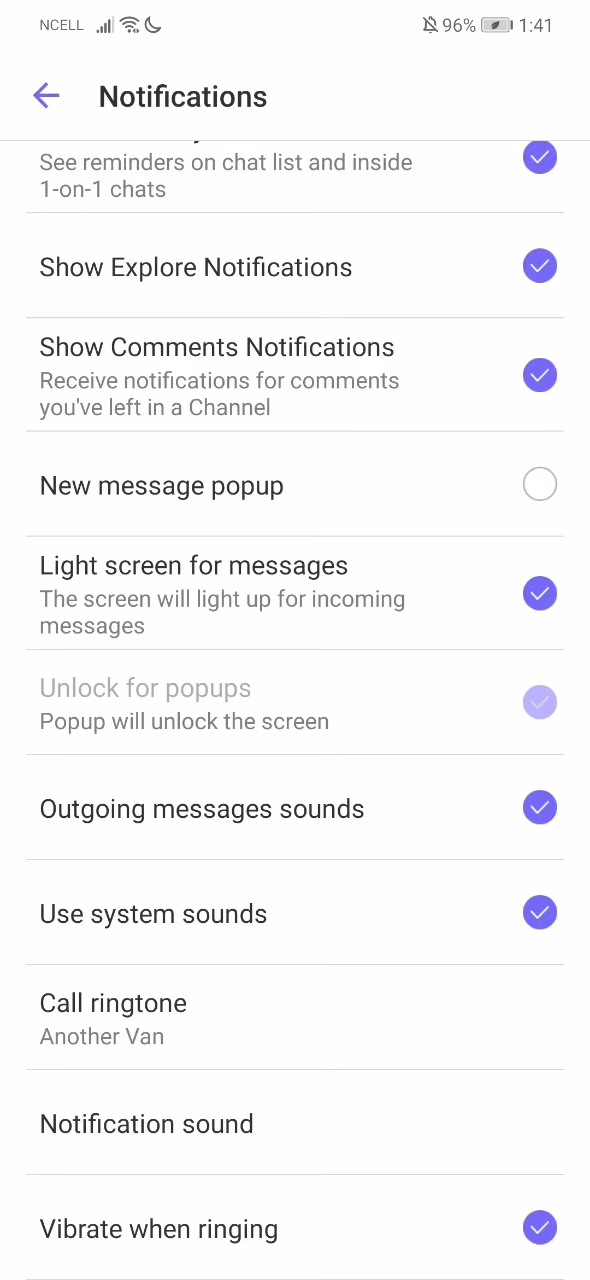 NCELL 96% 1:41
Notifications
See reminders on chat list and inside
1-on-1 chats
Show Explore Notifications
Show Comments Notifications
Receive notifications for comments
you've left in a Channel
New message popup
Light screen for messages
The screen will light up for incoming
messages
Unlock for popups
Popup will unlock the screen
Outgoing messages sounds
Use system sounds
Call ringtone
Another Van
Notification sound
Vibrate when ringing